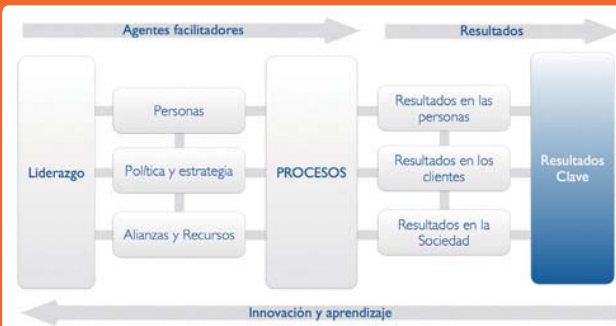 Agentes facilitadores
Resultados
Liderazgo
Personas
Política y estrategia
Alianzas y Recursos
PROCESOS
Resultados en las
personas
Resultados en los
clientes
Resultados en la
Sociedad
Resultados
Clave
Innovación y aprendizaje